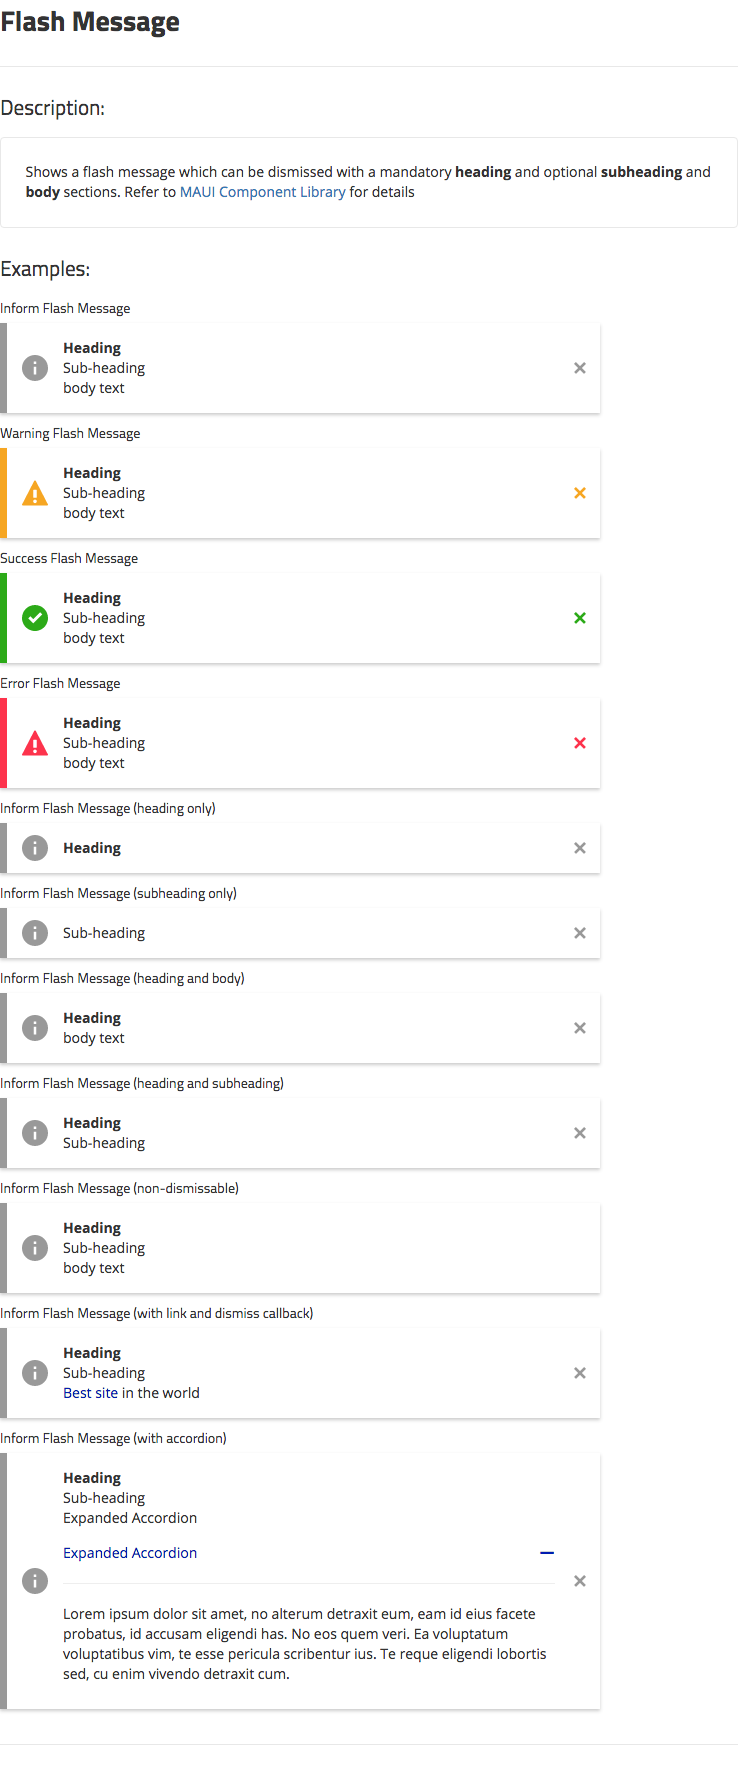 Flash Message
Description:
Shows a flash message which can be dismissed with a mandatory heading and optional subheading and
body sections. Refer to MAUI Component Library for details
Examples:
Inform Flash Message
Heading
Sub-heading
body text
Warning Flash Message
Heading
Sub-heading
body text
Success Flash Message
Heading
Sub-heading
body text
Error Flash Message
Heading
Sub-heading
body text
Inform Flash Message (heading only)
Heading
Inform Flash Message (subheading only)
Sub-heading
Inform Flash Message (heading and body)
Heading
body text
Inform Flash Message (heading and subheading)
Heading
Sub-heading
Inform Flash Message (non-dismissable)
Heading
Sub-heading
body text
Inform Flash Message (with link and dismiss callback)
Heading
Sub-heading
Best site in the world
Inform Flash Message (with accordion)
Heading
Sub-heading
Expanded Accordion
Expanded Accordion
Lorem ipsum dolor sit amet, no alterum detraxit eum, eam id eius facete
probatus, id accusam eligendi has. No eos quem veri. Ea voluptatum
voluptatibus vim, te esse pericula scribentur ius. Te reque eligendi lobortis
sed, cu enim vivendo detraxit cum.